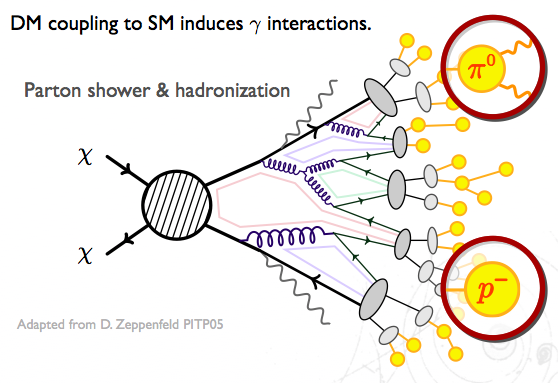 DM coupling to SM induces γ interactions.
Parton shower & hadronization
π⁰
χ
χ
p⁻
Adapted from D. Zeppenfeld PITP05